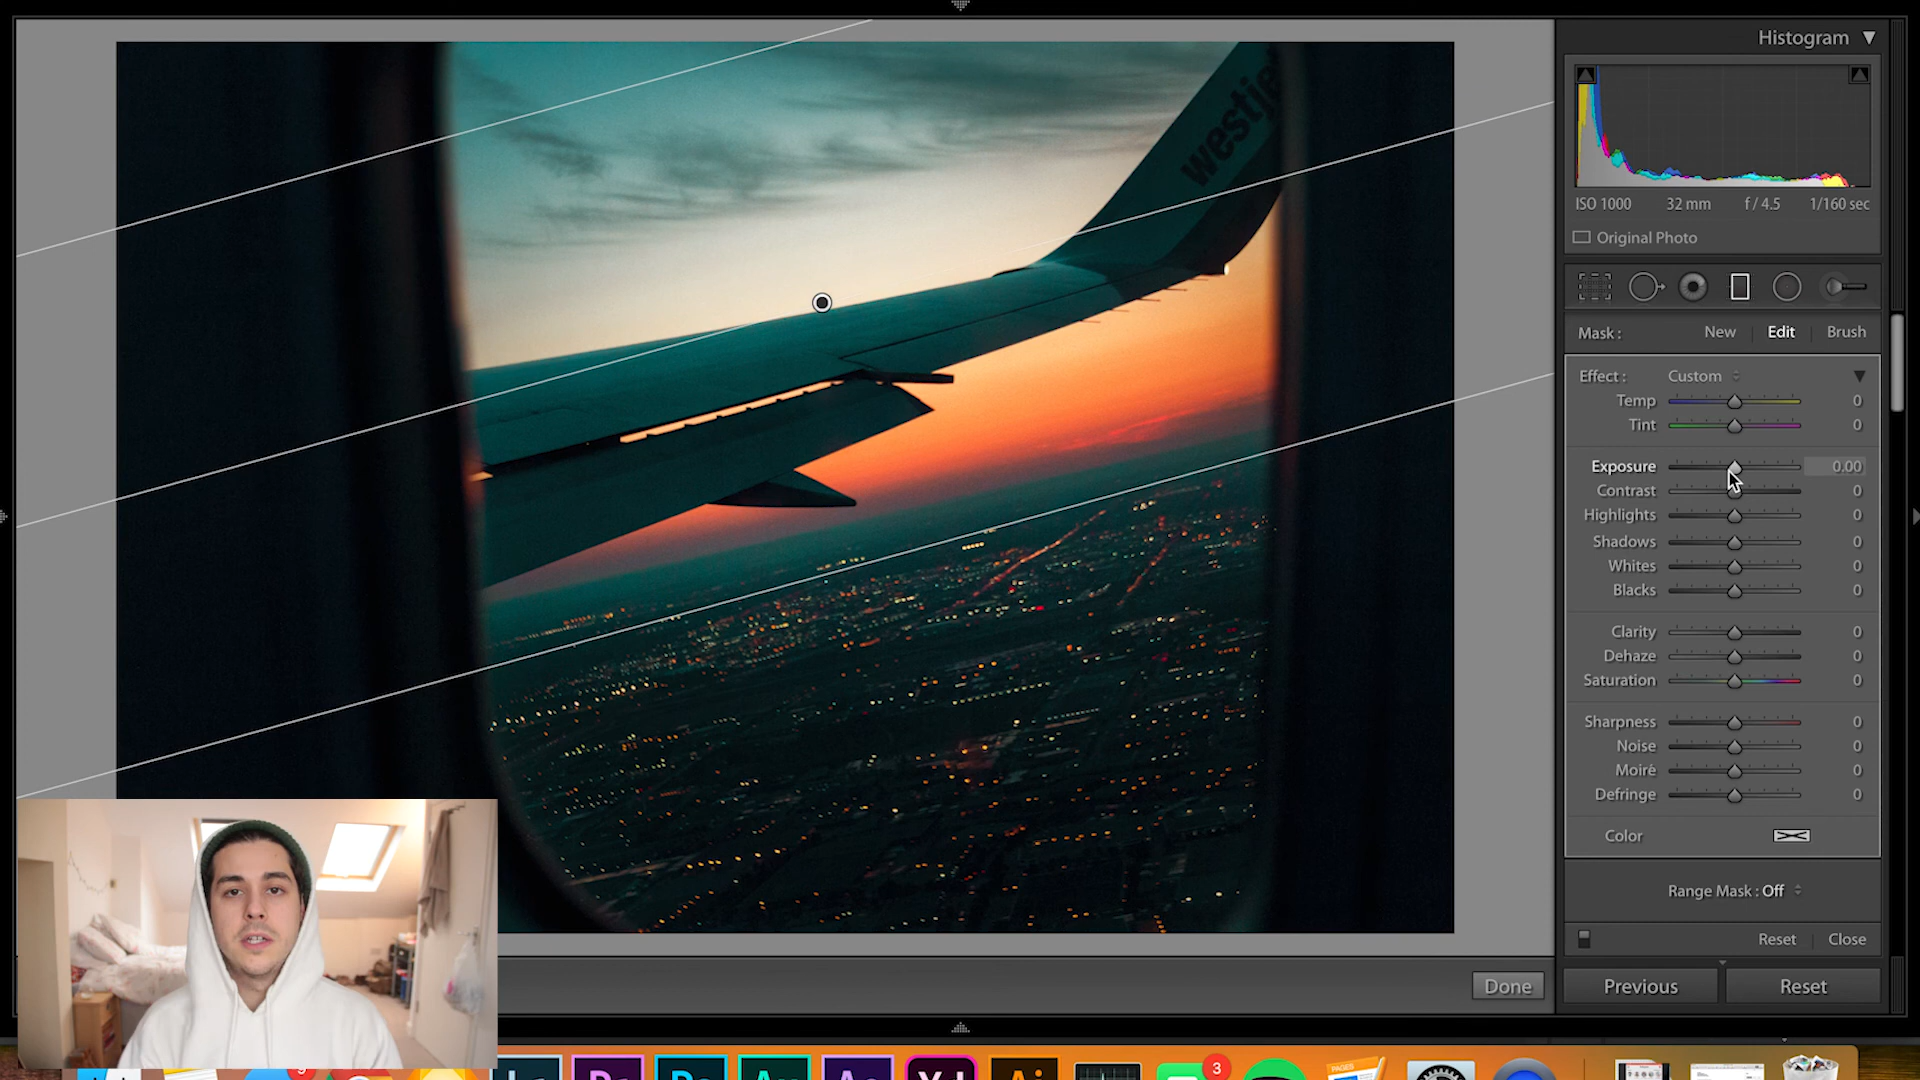 Histogram
ISO 1000 32 mm f / 4.5 1/160 sec
Original Photo
westje
Mask : New Edit Brush
Effect : Custom
Temp 0
Tint 0
Exposure 0.00
Contrast 0
Highlights 0
Shadows 0
Whites 0
Blacks 0
Clarity 0
Dehaze 0
Saturation 0
Sharpness 0
Noise 0
Moiré 0
Defringe 0
Color
Range Mask : Off
Reset Close
Done
Previous Reset
3
PAGES